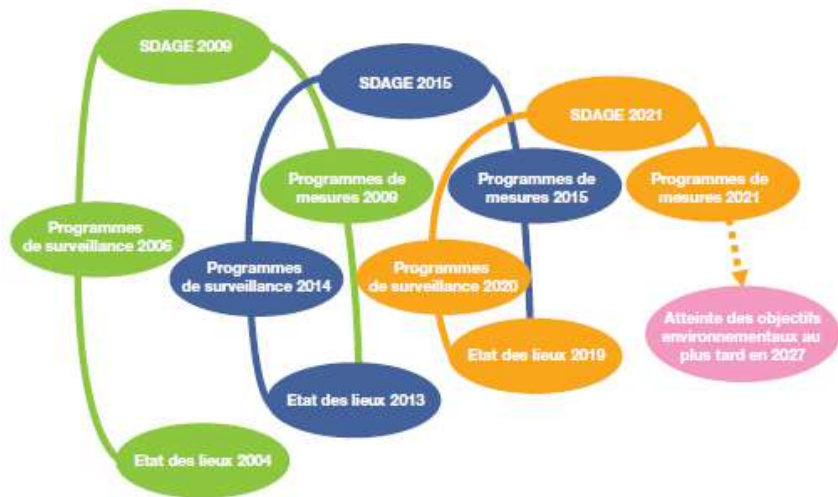 SDAGE 2009
SDAGE 2015
SDAGE 2021
Programmes de
mesures 2009
Programmes de
mesures 2015
Programmes de
mesures 2021
Programmes
de surveillance 2006
Programmes
de surveillance 2014
Programmes
de surveillance 2020
Atteinte des objectifs
environnementaux au
plus tard en 2027
Etat des lieux 2019
Etat des lieux 2013
Etat des lieux 2004